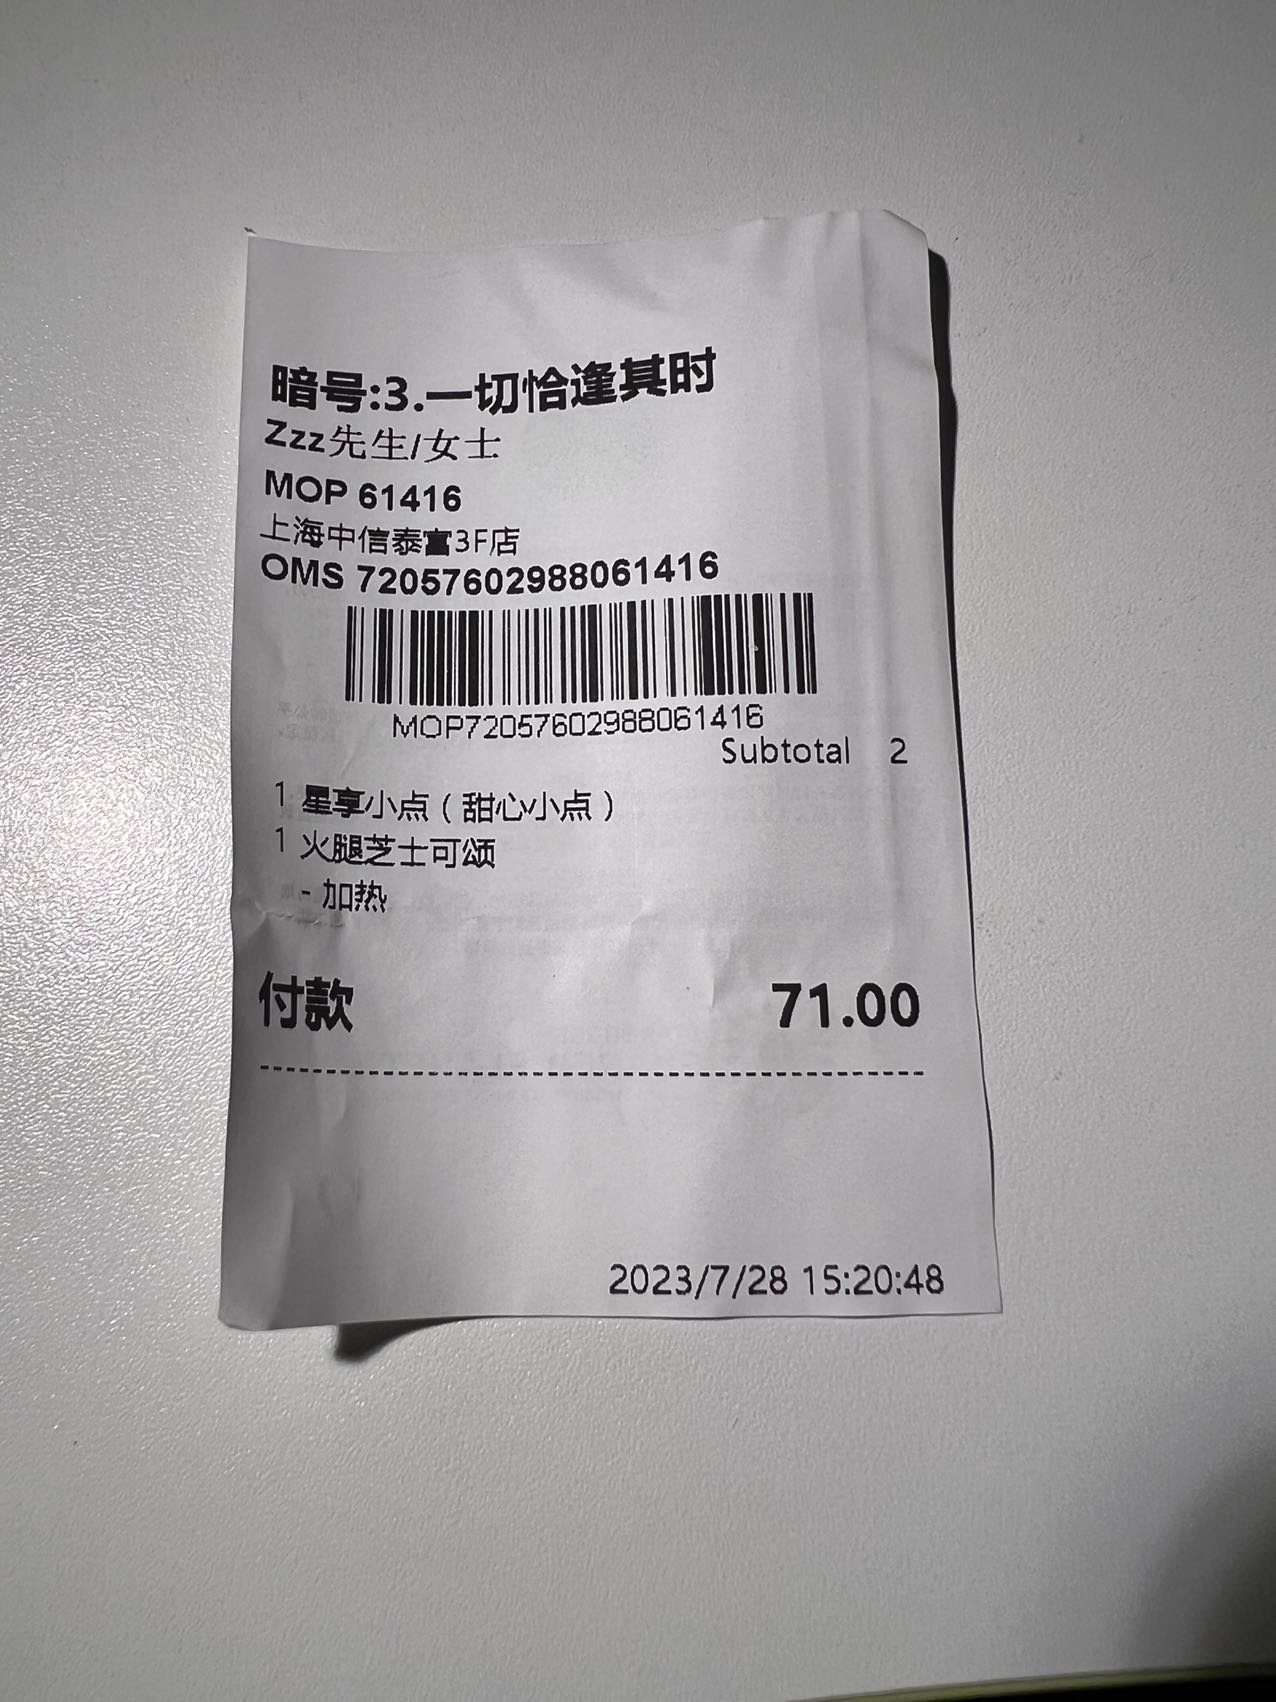 暗号:3.一切恰逢其时
Zzz先生/女士
MOP 61416
上海中信泰富3F店
OMS 72057602988061416
MOP72057602988061416
Subtotal 2
1 星享小点（甜心小点）
1 火腿芝士可颂
- 加热
付款 71.00
2023/7/28 15:20:48